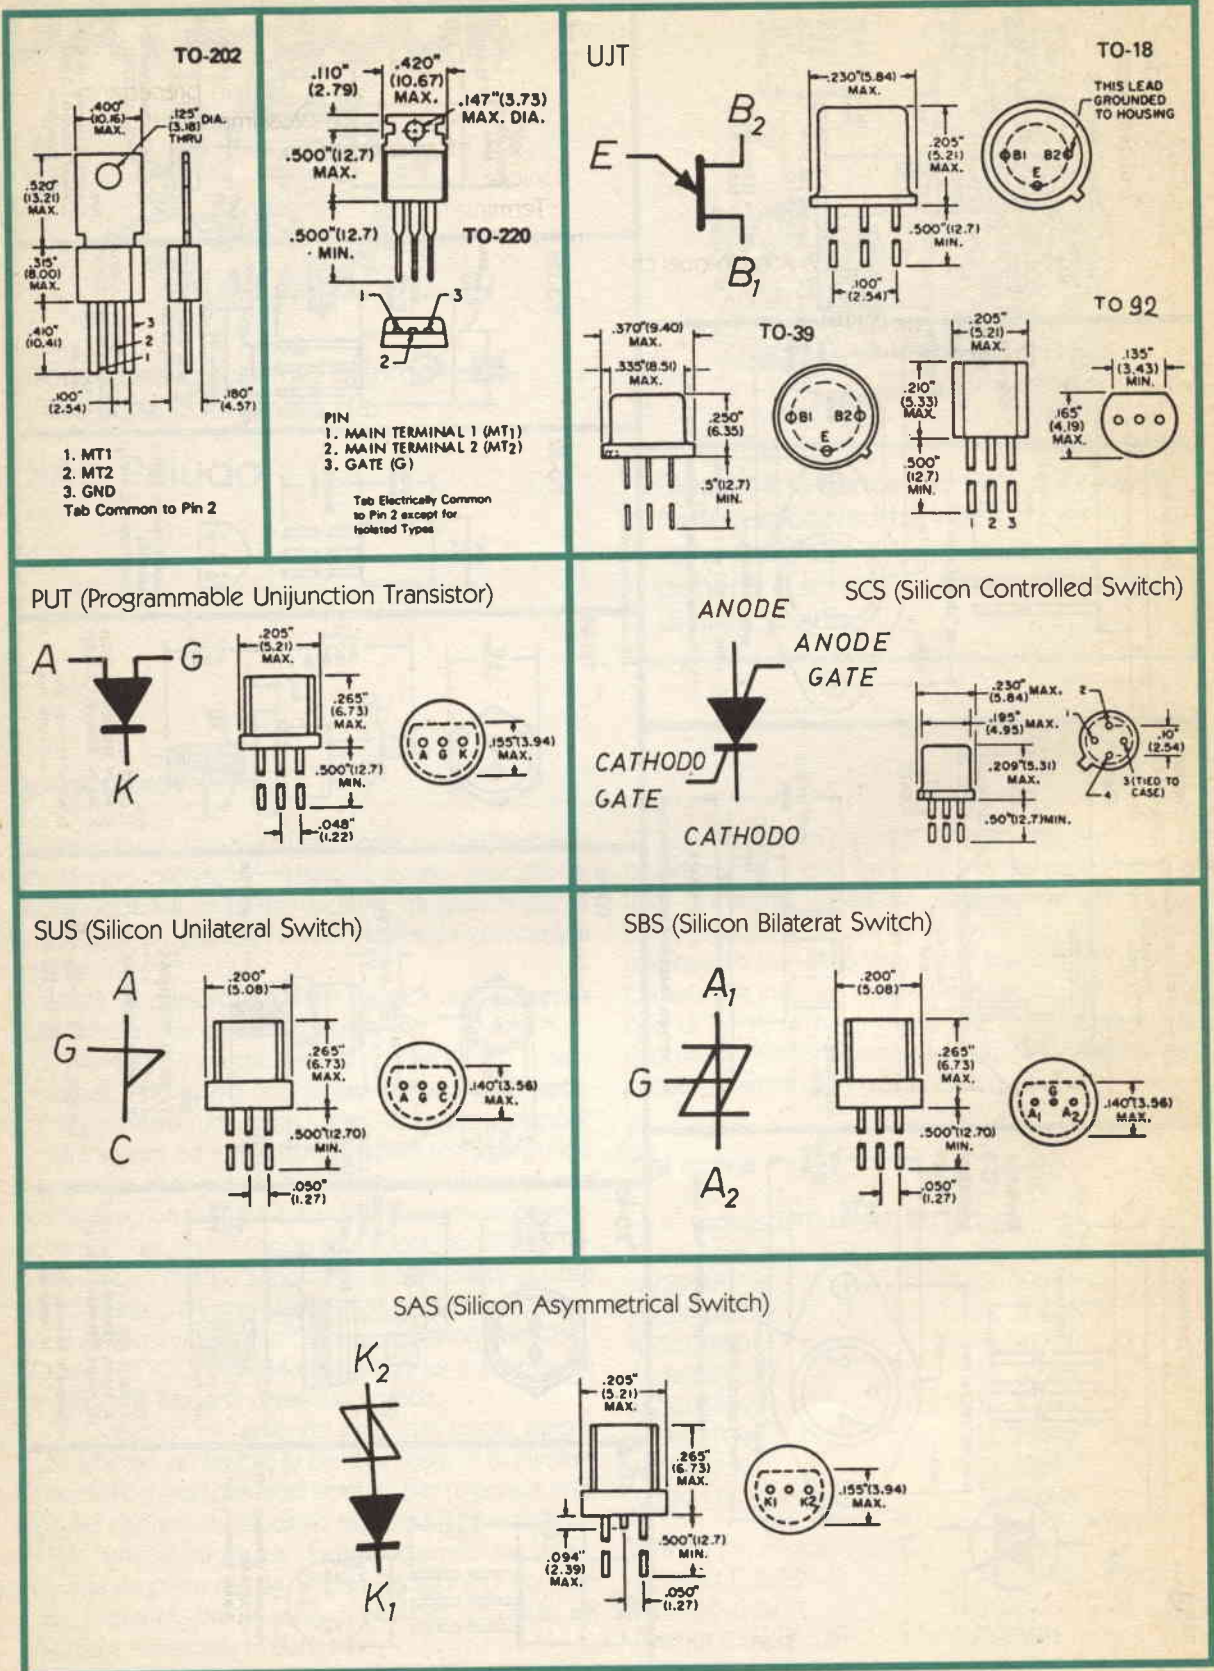 TO-202
.400"
(10.16)
MAX.
.125" DIA.
(3.18)
THRU
.520"
(13.21)
MAX.
.315"
(8.00)
MAX.
.410"
(10.41)
3
2
1
.100"
(2.54)
.180"
(4.57)
1. MT1
2. MT2
3. GND
Tab Common to Pin 2
.110"
(2.79)
.420"
(10.67)
MAX.
.147"(3.73)
MAX. DIA.
.500"(12.7)
MAX.
.500"(12.7)
MIN.
TO-220
1
3
2
PIN
1. MAIN TERMINAL 1 (MT1)
2. MAIN TERMINAL 2 (MT2)
3. GATE (G)
Tab Electrically Common
to Pin 2 except for
Isolated Types
UJT
E
B2
B1
TO-18
.230"(5.84)
MAX.
.205"
(5.21)
MAX.
.500"(12.7)
MIN.
.100"
(2.54)
THIS LEAD
GROUNDED
TO HOUSING
B1 B2
E
TO-39
.370"(9.40)
MAX.
.335"(8.51)
MAX.
.250"
(6.35)
.5"(12.7)
MIN.
B1 B2
E
TO 92
.205"
(5.21)
MAX.
.210"
(5.33)
MAX.
.500"
(12.7)
MIN.
1 2 3
.135"
(3.43)
MIN.
.165"
(4.19)
MAX.
PUT (Programmable Unijunction Transistor)
A
G
K
.205"
(5.21)
MAX.
.265"
(6.73)
MAX.
.500"(12.7)
MIN.
.048"
(1.22)
A G K
.155"(3.94)
MAX.
SCS (Silicon Controlled Switch)
ANODE
ANODE
GATE
CATHODO
GATE
CATHODO
.230" MAX.
(5.84)
.195" MAX.
(4.95)
.209"(5.31)
MAX.
.50"(12.7)MIN.
2
1
.10"
(2.54)
3(TIED TO
CASE)
4
SUS (Silicon Unilateral Switch)
A
G
C
.200"
(5.08)
.265"
(6.73)
MAX.
.500"(12.70)
MIN.
.050"
(1.27)
A G C
.140"(3.56)
MAX.
SBS (Silicon Bilaterat Switch)
A1
G
A2
.200"
(5.08)
.265"
(6.73)
MAX.
.500"(12.70)
MIN.
.050"
(1.27)
G
A1 A2
.140"(3.56)
MAX.
SAS (Silicon Asymmetrical Switch)
K2
K1
.205"
(5.21)
MAX.
.265"
(6.73)
MAX.
.500"(12.7)
MIN.
.094"
(2.39)
MAX.
.050"
(1.27)
K1 K2
.155"(3.94)
MAX.